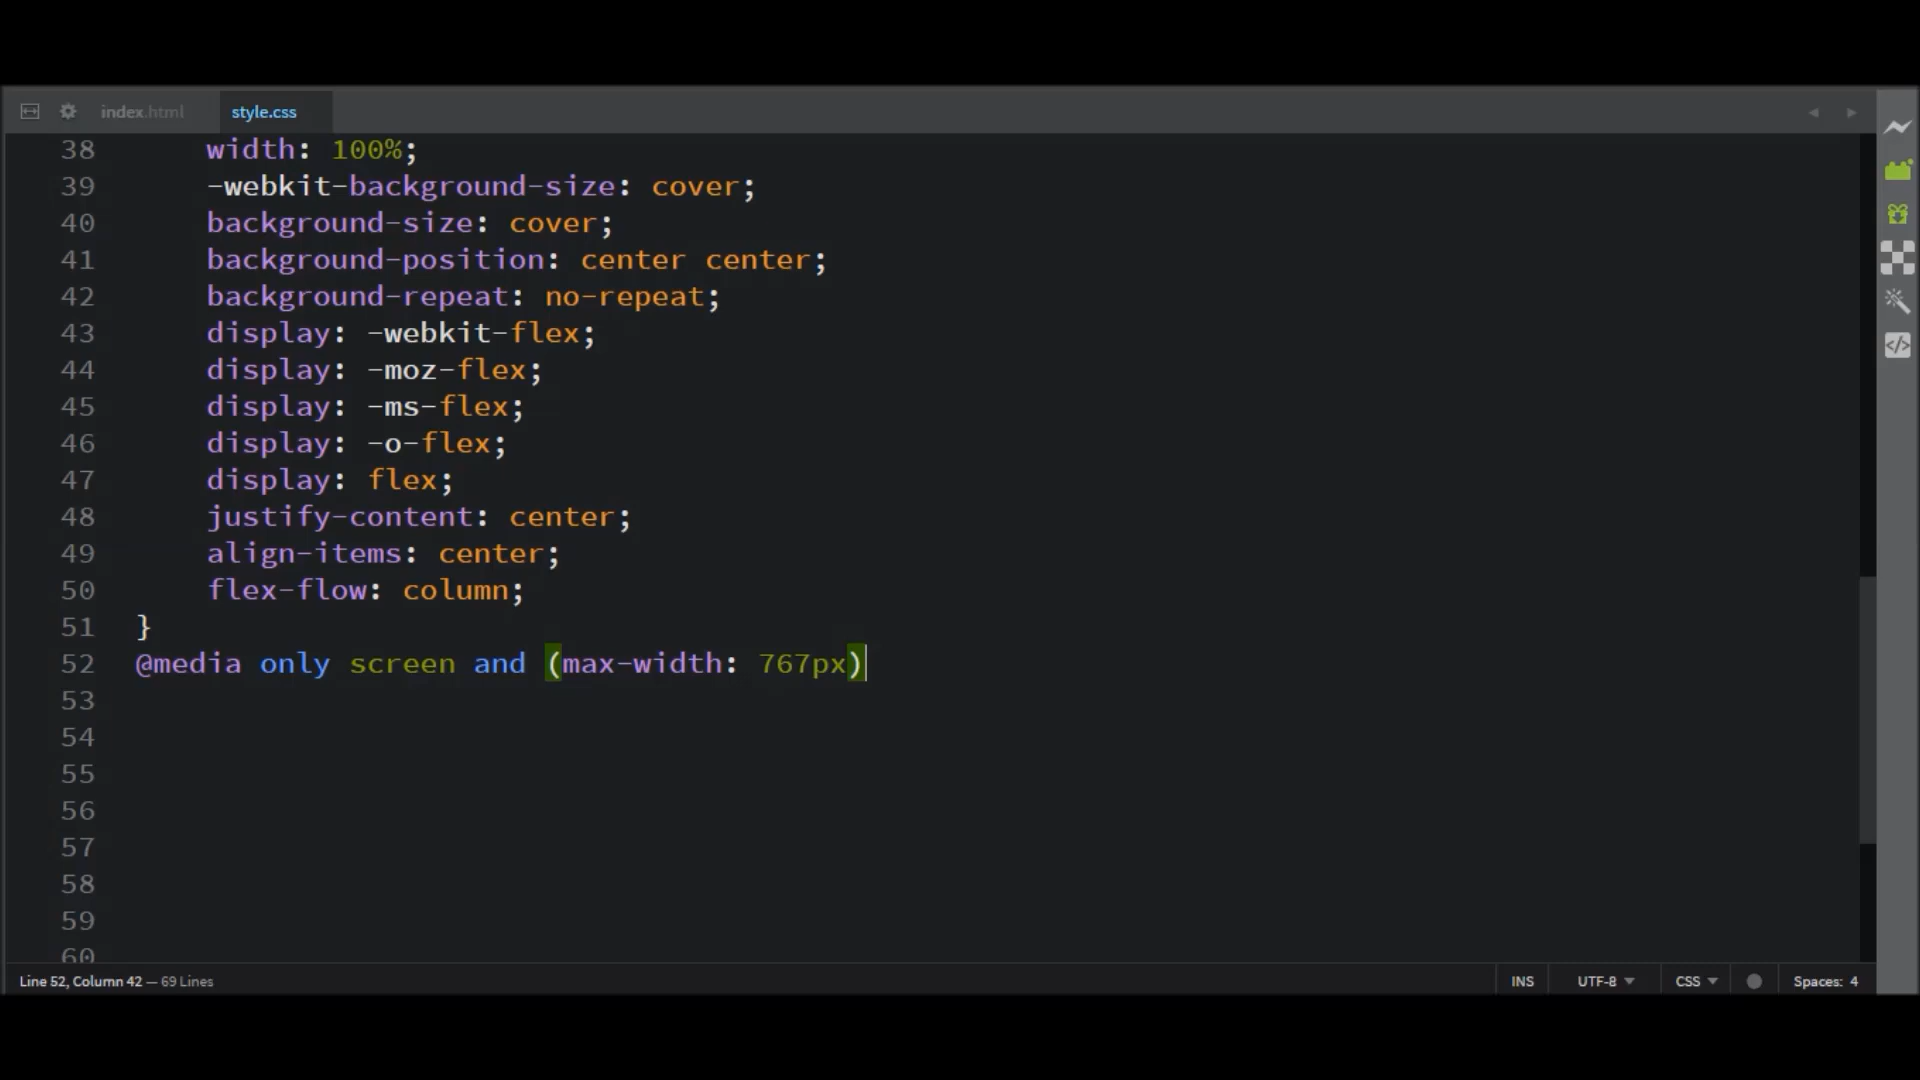 index.html style.css
38 width: 100%;
39 -webkit-background-size: cover;
40 background-size: cover;
41 background-position: center center;
42 background-repeat: no-repeat;
43 display: -webkit-flex;
44 display: -moz-flex;
45 display: -ms-flex;
46 display: -o-flex;
47 display: flex;
48 justify-content: center;
49 align-items: center;
50 flex-flow: column;
51 }
52 @media only screen and (max-width: 767px)
53
54
55
56
57
58
59
60
Line 52, Column 42 — 69 Lines INS UTF-8 CSS Spaces: 4